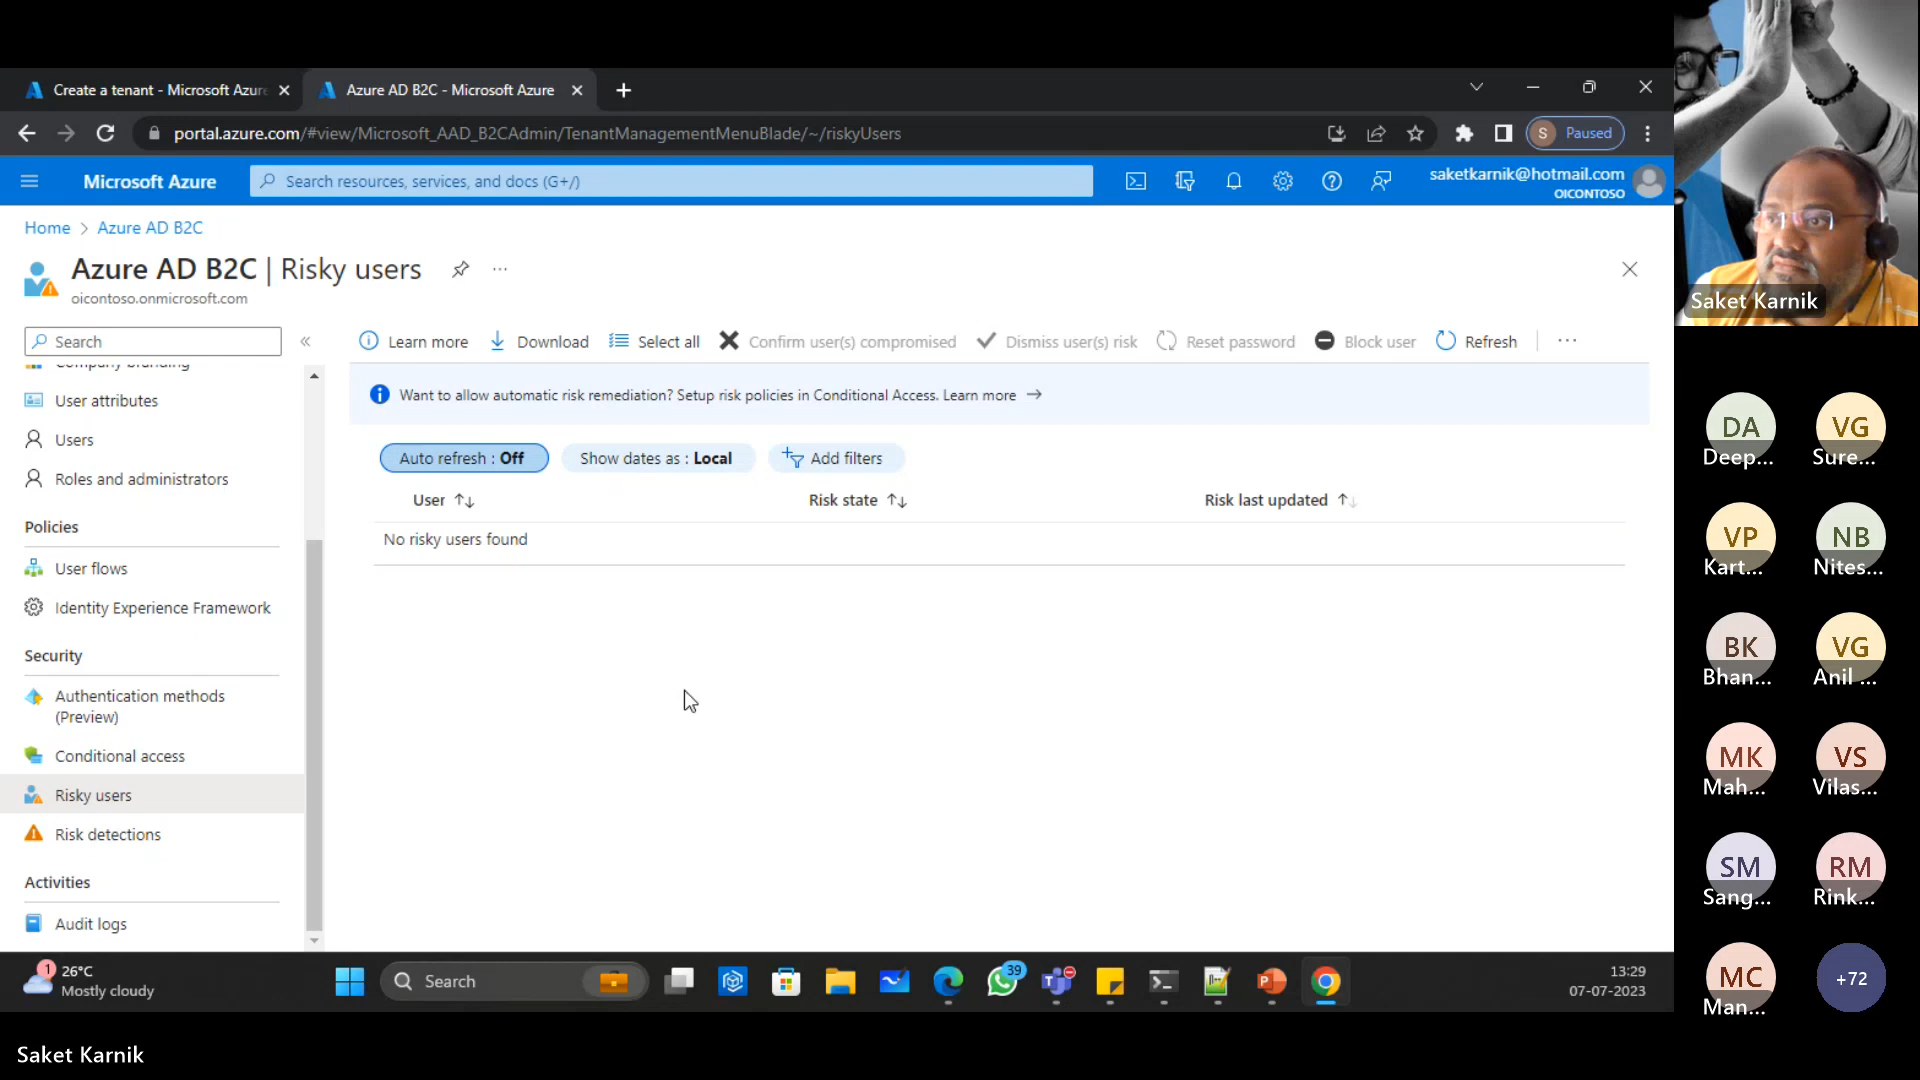 Create a tenant - Microsoft Azur
Azure AD B2C - Microsoft Azure
portal.azure.com/#view/Microsoft_AAD_B2CAdmin/TenantManagementMenuBlade/~/riskyUsers
S
Paused
Microsoft Azure
Search resources, services, and docs (G+/)
saketkarnik@hotmail.com
OICONTOSO
Home > Azure AD B2C
Azure AD B2C | Risky users
oicontoso.onmicrosoft.com
Search
Learn more
Download
Select all
Confirm user(s) compromised
Dismiss user(s) risk
Reset password
Block user
Refresh
Company branding
User attributes
Users
Roles and administrators
Policies
User flows
Identity Experience Framework
Security
Authentication methods
(Preview)
Conditional access
Risky users
Risk detections
Activities
Audit logs
Want to allow automatic risk remediation? Setup risk policies in Conditional Access. Learn more →
Auto refresh : Off
Show dates as : Local
Add filters
User ↑↓
Risk state ↑↓
Risk last updated ↑↓
No risky users found
Saket Karnik
DA
Deep...
VG
Sure...
VP
Kart...
NB
Nites...
BK
Bhan...
VG
Anil ...
MK
Mah...
VS
Vilas...
SM
Sang...
RM
Rink...
MC
Man...
+72
1
26°C
Mostly cloudy
Search
39
13:29
07-07-2023
Saket Karnik